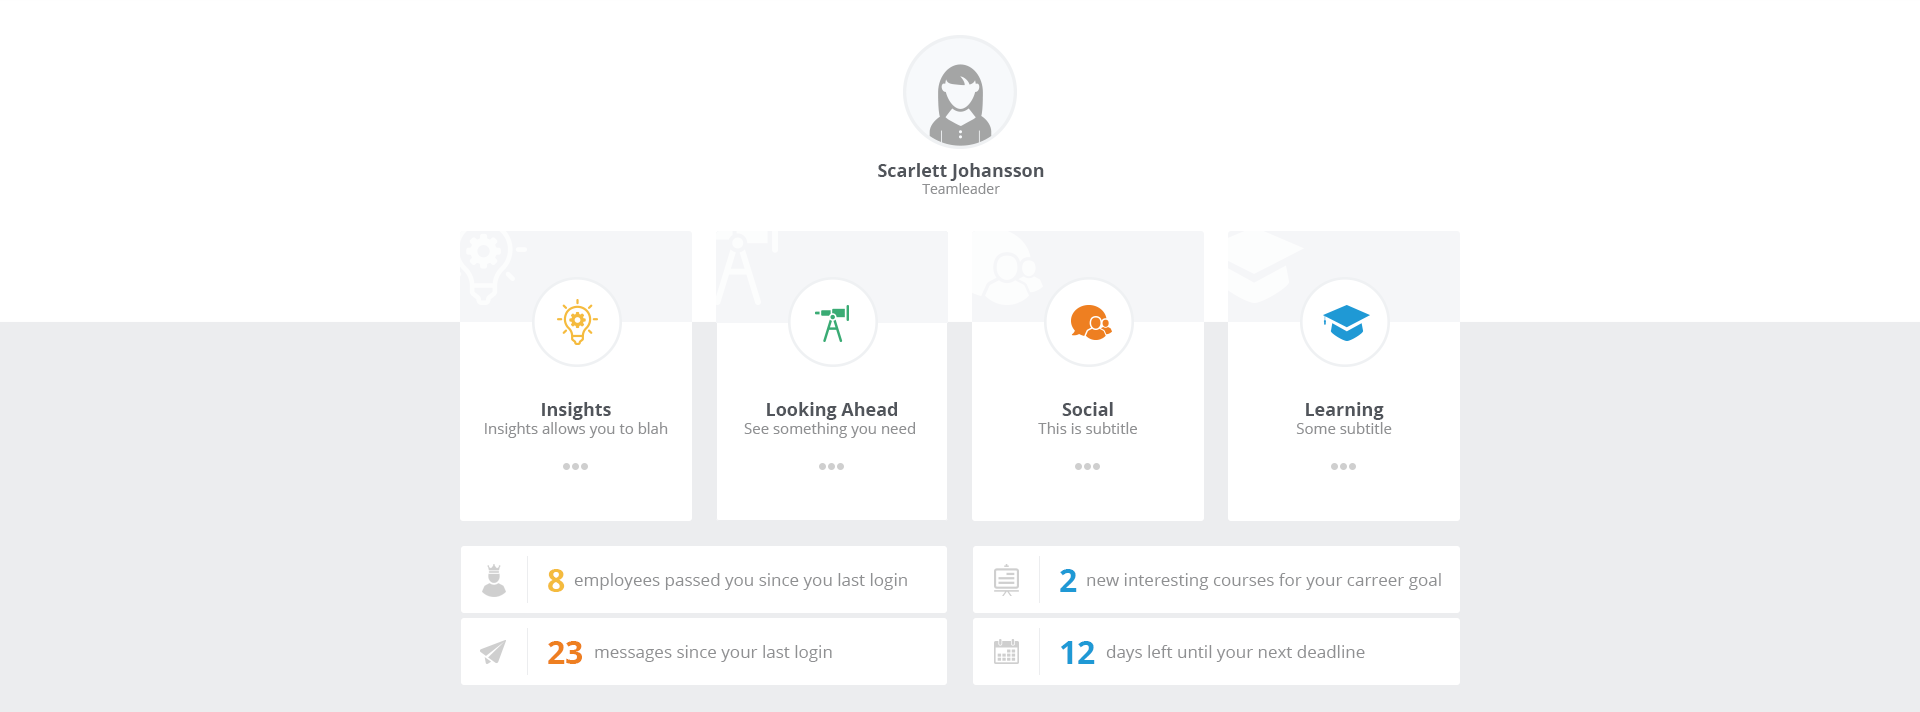 Scarlett Johansson
Teamleader
Insights
Insights allows you to blah
Looking Ahead
See something you need
Social
This is subtitle
Learning
Some subtitle
8 employees passed you since you last login
2 new interesting courses for your carreer goal
23 messages since your last login
12 days left until your next deadline